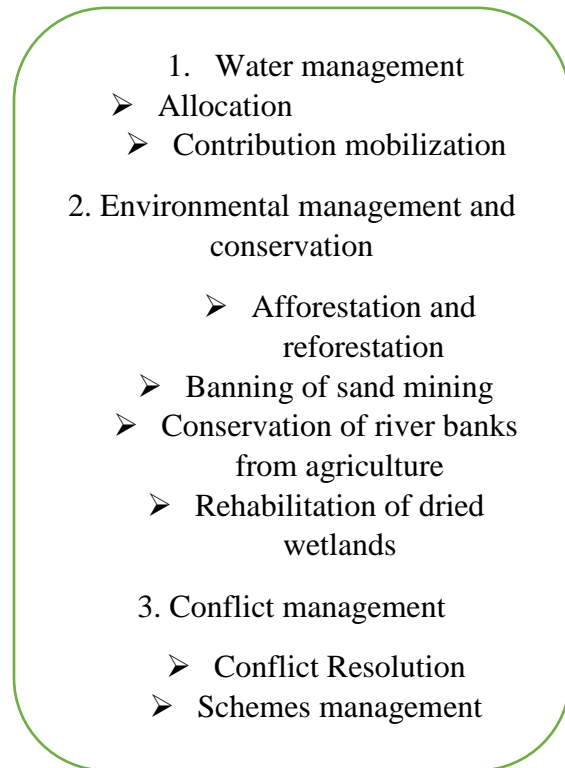 1. Water management
➢ Allocation
➢ Contribution mobilization
2. Environmental management and
conservation
➢ Afforestation and
reforestation
➢ Banning of sand mining
➢ Conservation of river banks
from agriculture
➢ Rehabilitation of dried
wetlands
3. Conflict management
➢ Conflict Resolution
➢ Schemes management